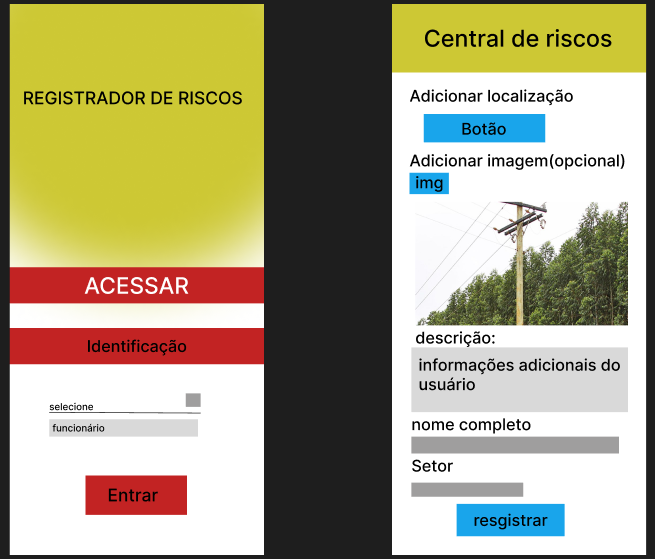 REGISTRADOR DE RISCOS
ACESSAR
Identificação
selecione
funcionário
Entrar
Central de riscos
Adicionar localização
Botão
Adicionar imagem(opcional)
img
descrição:
informações adicionais do
usuário
nome completo
Setor
resgistrar